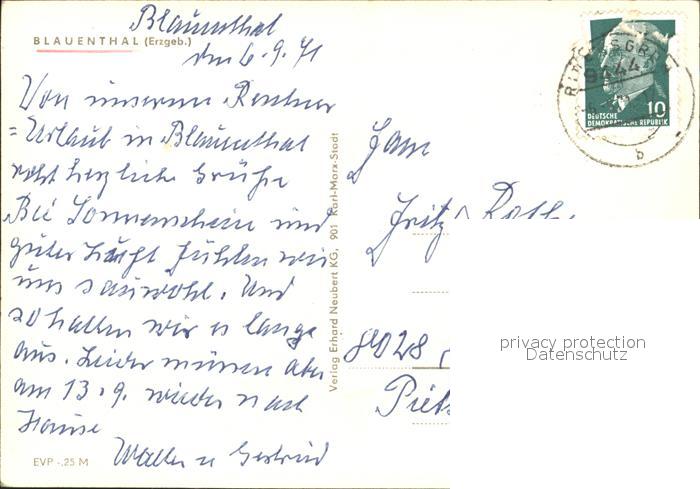 Blauenthal
BLAUENTHAL (Erzgeb.)
den 6.9.71
Von unserem Rentner
=Urlaub in Blauenthal
recht herzliche Grüße
Bei Sonnenschein und
guter Luft fühlen wir
uns sauwohl. Und
so halten wir es lange
aus. Leider müssen aber
am 13.9. wieder nach
Hause
Walter u Gertrud
EVP -,25 M
Verlag Erhard Neubert KG, 901 Karl-Marx-Stadt
9444
b
10
DEUTSCHE
DEMOKRATISCHE REPUBLIK
Fam
Fritz
8028
privacy protection
Datenschutz